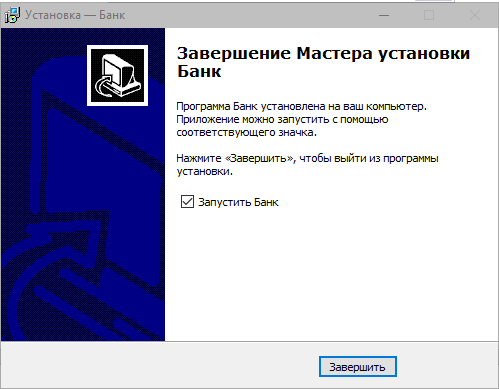 Установка — Банк
Завершение Мастера установки
Банк
Программа Банк установлена на ваш компьютер.
Приложение можно запустить с помощью
соответствующего значка.
Нажмите «Завершить», чтобы выйти из программы
установки.
Запустить Банк
Завершить